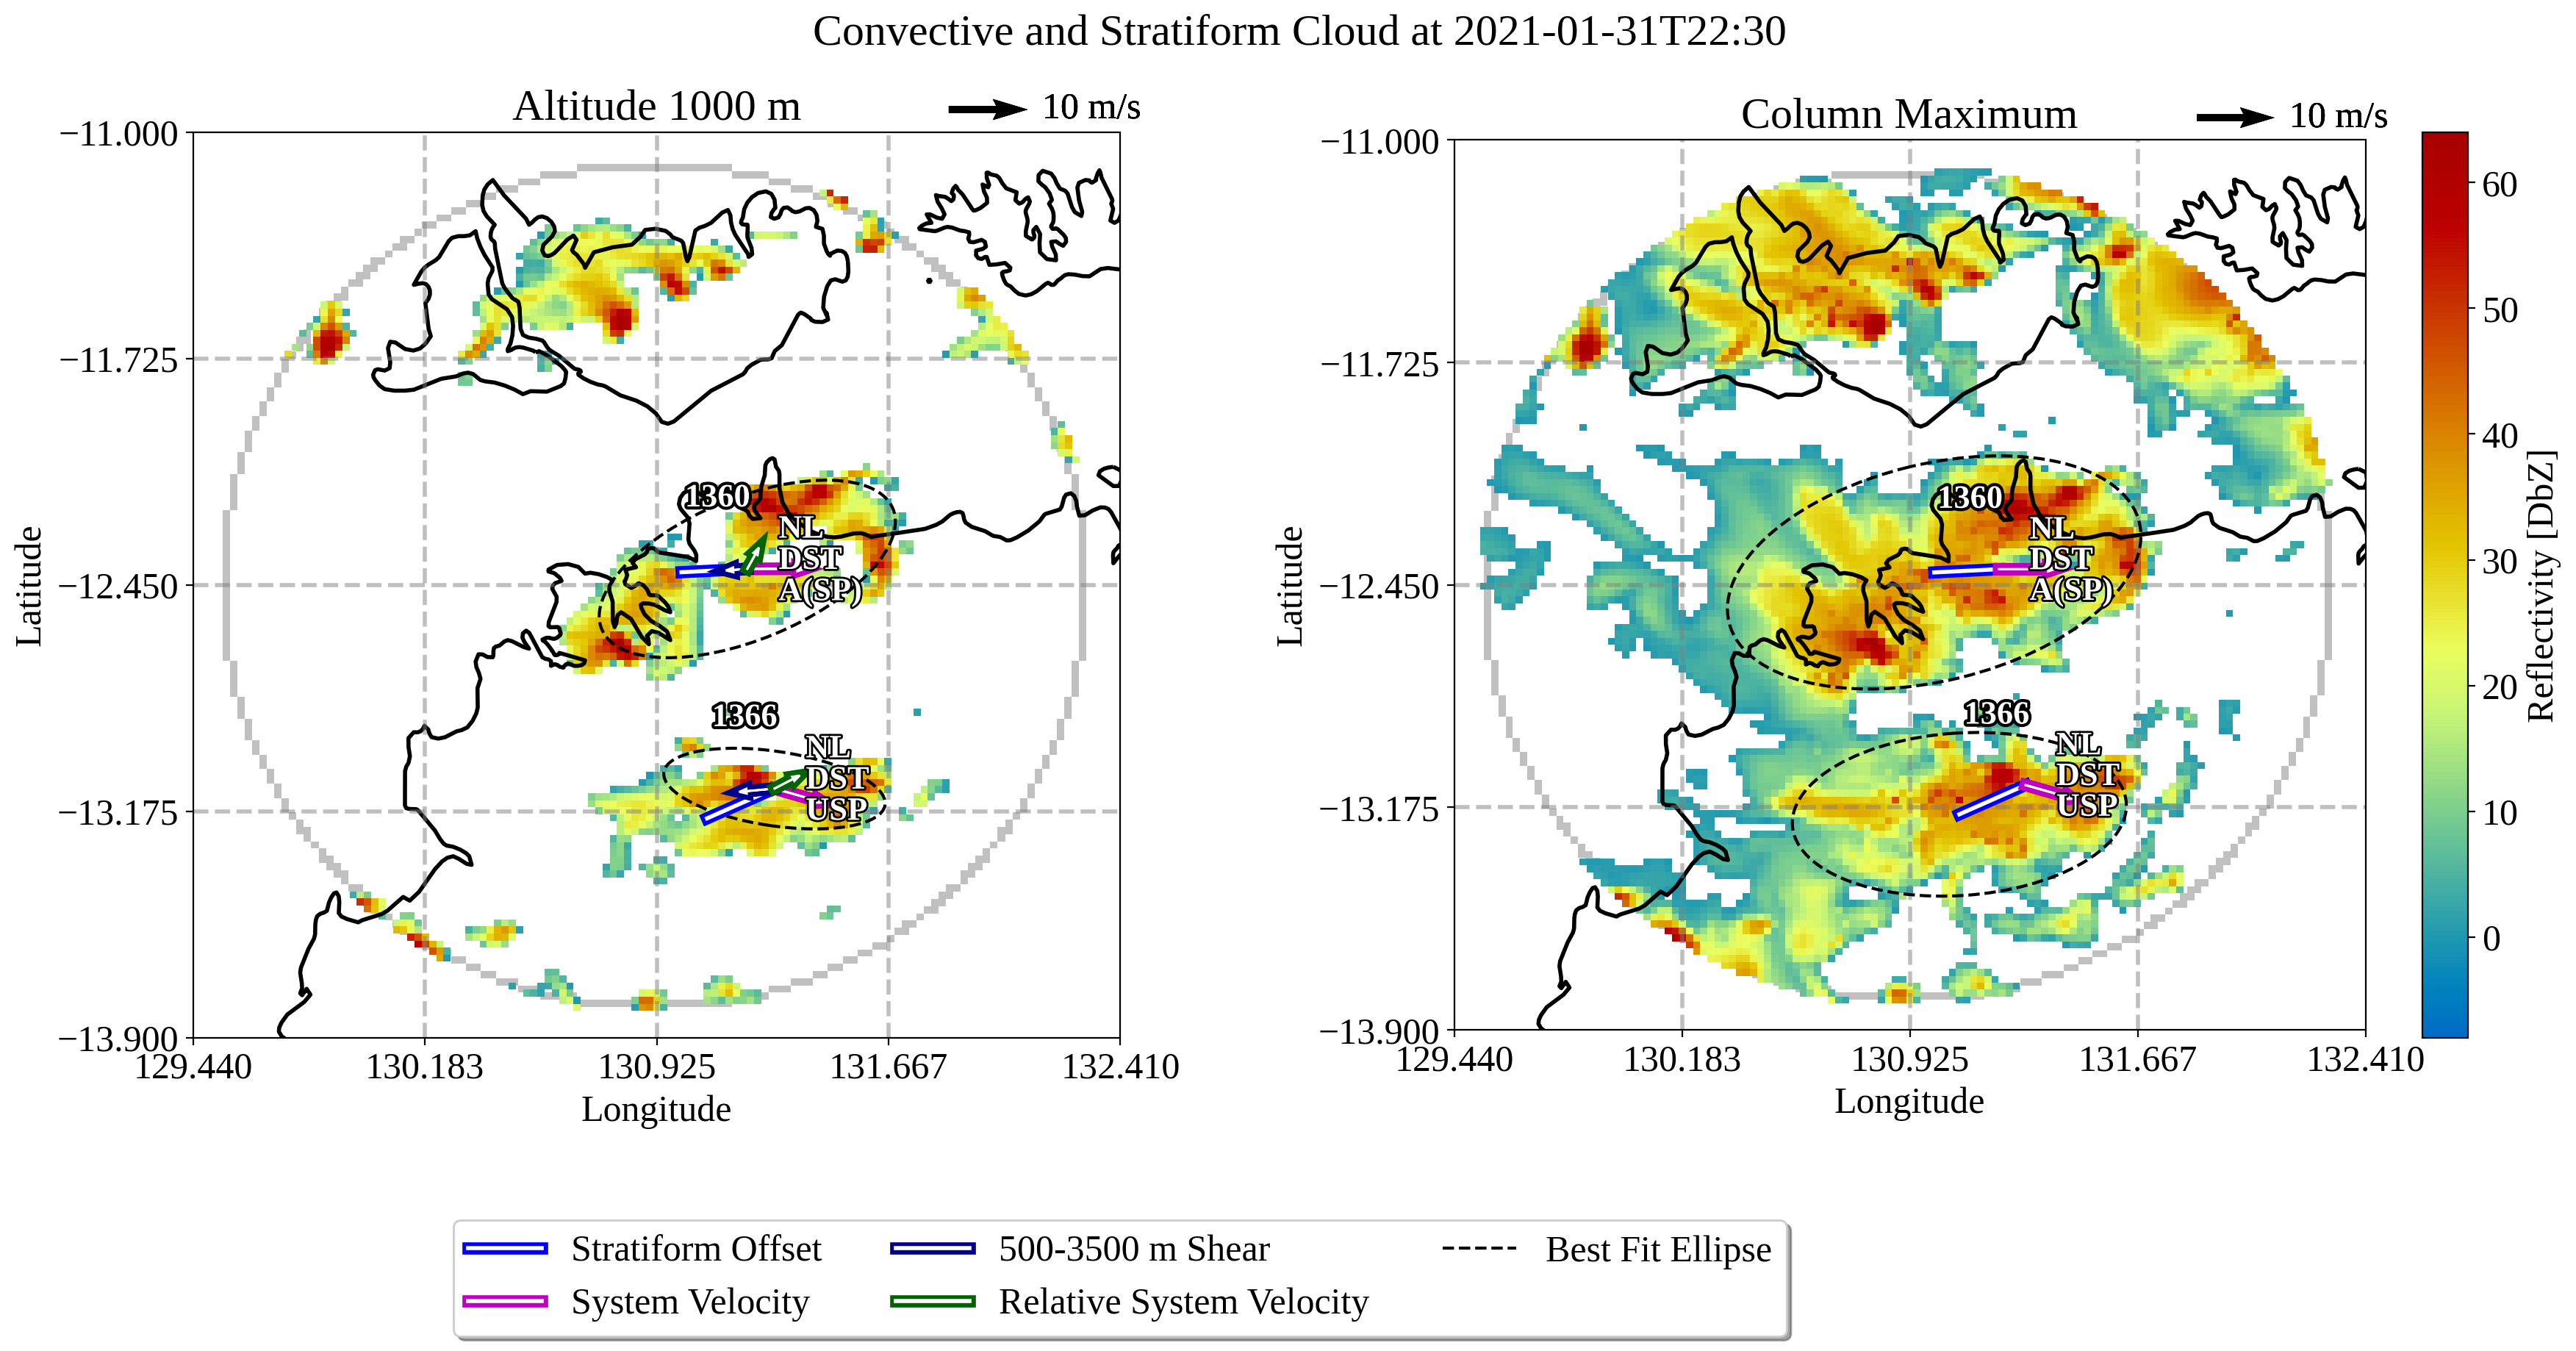 Convective and Stratiform Cloud at 2021-01-31T22:30
Altitude 1000 m
10 m/s
−11.000
−11.725
−12.450
−13.175
−13.900
129.440
130.183
130.925
131.667
132.410
Latitude
Longitude
1360
NL
DST
A(SP)
1366
NL
DST
USP
Column Maximum
10 m/s
−11.000
−11.725
−12.450
−13.175
−13.900
129.440
130.183
130.925
131.667
132.410
Latitude
Longitude
1360
NL
DST
A(SP)
1366
NL
DST
USP
60
50
40
30
20
10
0
Reflectivity [DbZ]
Stratiform Offset
System Velocity
500-3500 m Shear
Relative System Velocity
Best Fit Ellipse